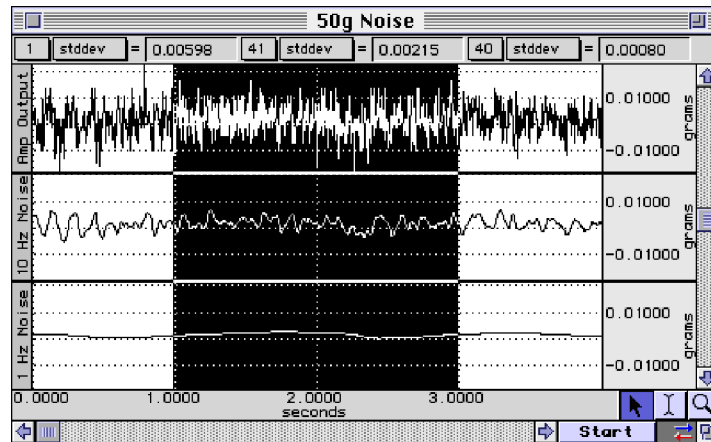 50g Noise
1 stddev = 0.00598 41 stddev = 0.00215 40 stddev = 0.00080
Amp Output
0.01000
-0.01000
grams
10 Hz Noise
0.01000
-0.01000
grams
1 Hz Noise
0.01000
-0.01000
grams
0.0000 1.0000 2.0000 3.0000
seconds
Start